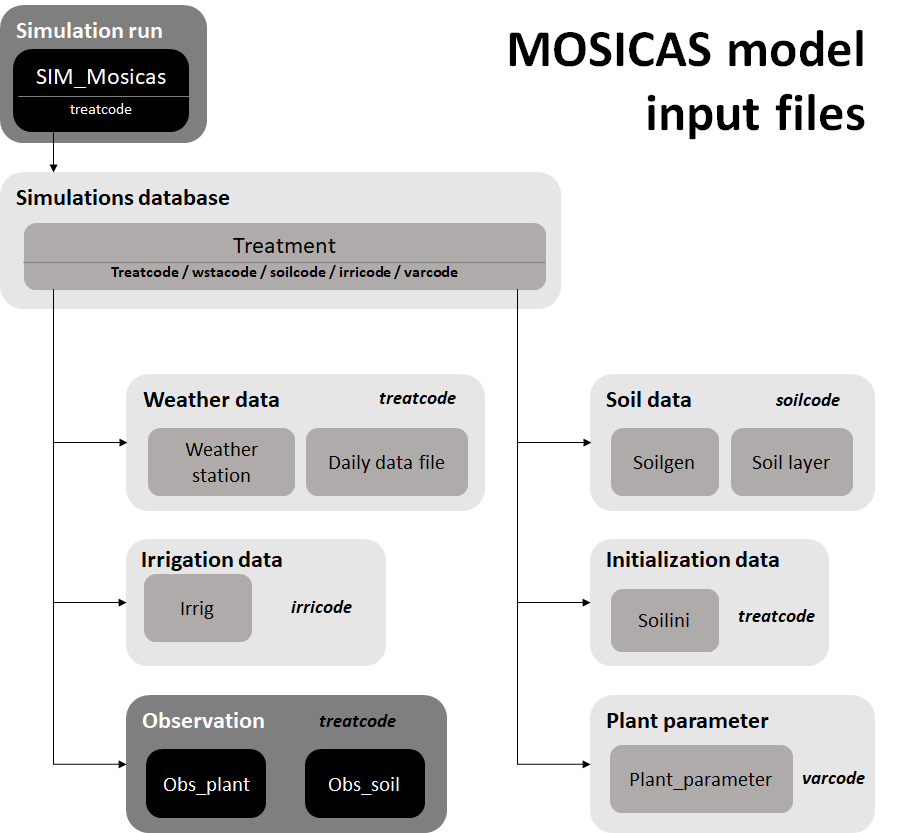 Simulation run
SIM_Mosicas
treatcode
MOSICAS model
input files
Simulations database
Treatment
Treatcode / wstacode / soilcode / irricode / varcode
Weather data
treatcode
Weather
station
Daily data file
Soil data
soilcode
Soilgen
Soil layer
Irrigation data
Irrig
irricode
Initialization data
Soilini
treatcode
Observation
treatcode
Obs_plant
Obs_soil
Plant parameter
Plant_parameter
varcode